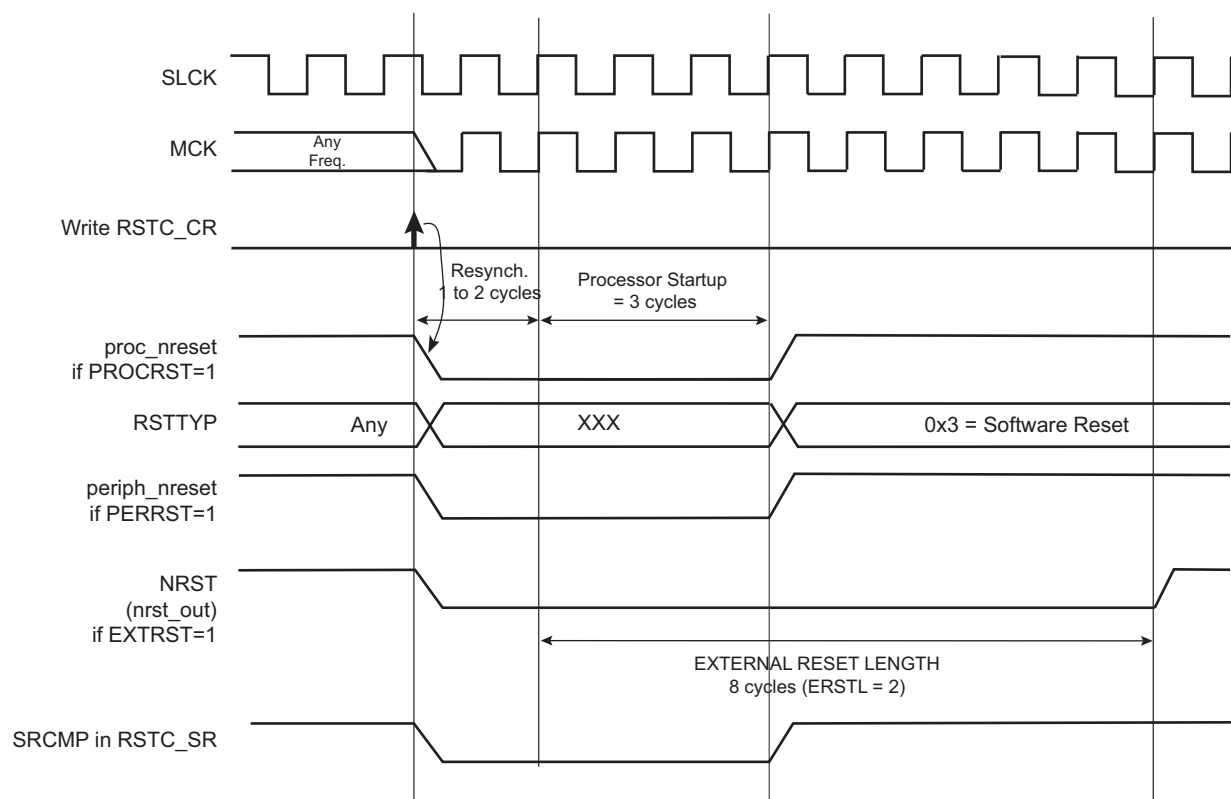 SLCK
MCK
Any
Freq.
Write RSTC_CR
Resynch.
1 to 2 cycles
Processor Startup
= 3 cycles
proc_nreset
if PROCRST=1
RSTTYP
Any
XXX
0x3 = Software Reset
periph_nreset
if PERRST=1
NRST
(nrst_out)
if EXTRST=1
EXTERNAL RESET LENGTH
8 cycles (ERSTL = 2)
SRCMP in RSTC_SR